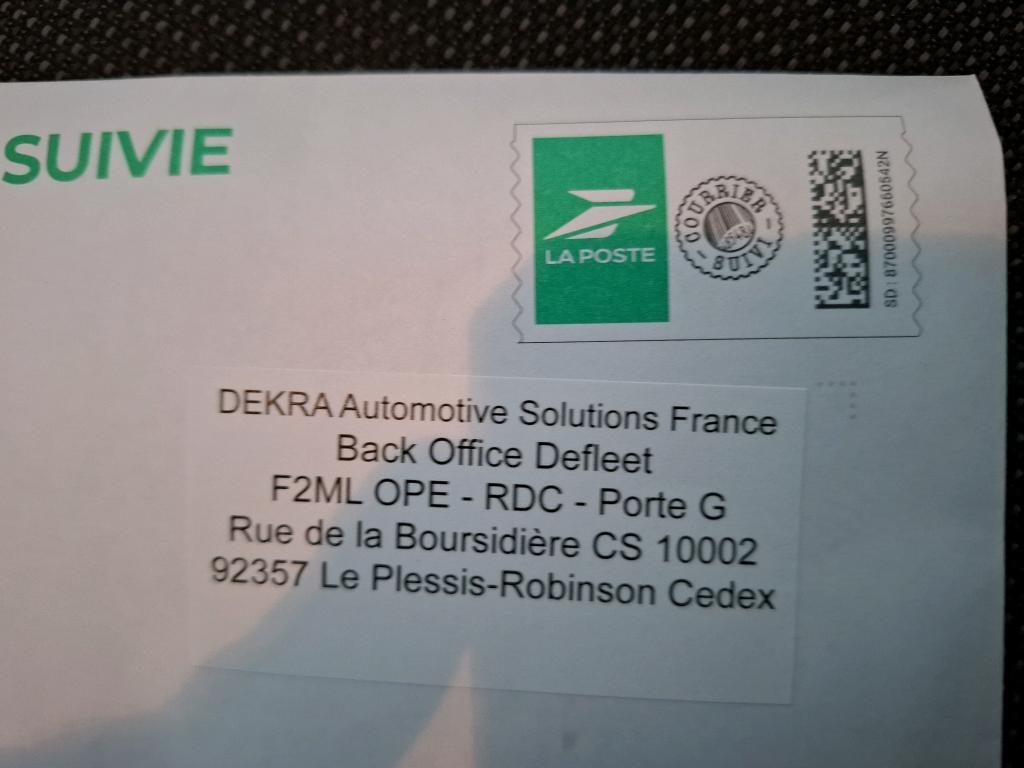 SUIVIE
LA POSTE
COURRIER
SUIVI
SD : 87000997660542N
DEKRA Automotive Solutions France
Back Office Defleet
F2ML OPE - RDC - Porte G
Rue de la Boursidière CS 10002
92357 Le Plessis-Robinson Cedex